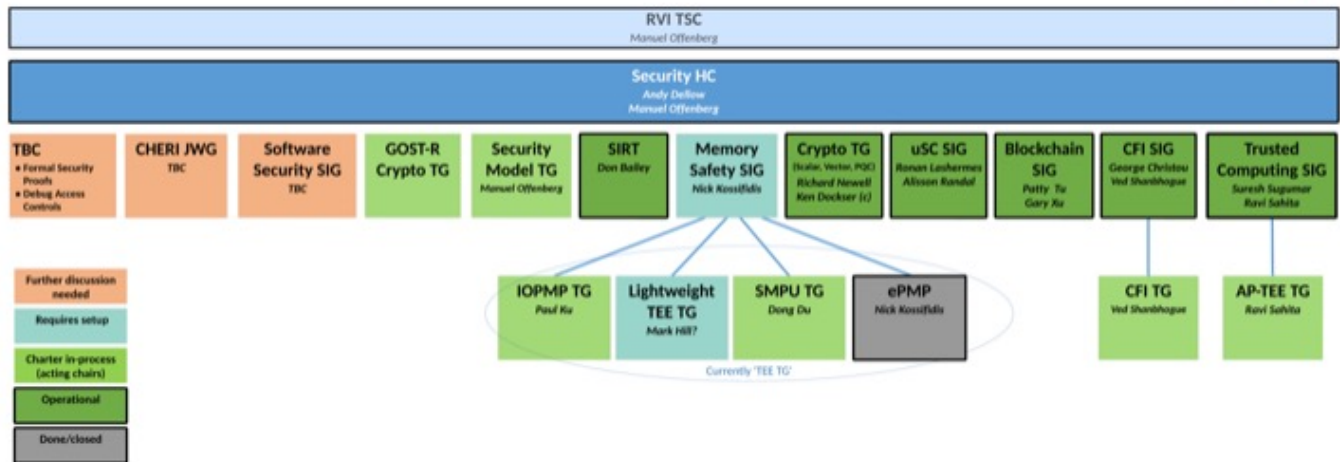 RVI TSC
Manuel Offenberg
Security HC
Andy Dellow
Manuel Offenberg
TBC
• Formal Security
Proofs
• Debug Access
Controls
CHERI JWG
TBC
Software
Security SIG
TBC
GOST-R
Crypto TG
Security
Model TG
Manuel Offenberg
SIRT
Don Bailey
Memory
Safety SIG
Nick Kossifidis
Crypto TG
(Scalar, Vector, PQC)
Richard Newell
Ken Dockser (c)
uSC SIG
Ronan Lashermes
Alisson Randal
Blockchain
SIG
Patty Tu
Gary Xu
CFI SIG
George Christou
Ved Shanbhogue
Trusted
Computing SIG
Suresh Sugumar
Ravi Sahita
IOPMP TG
Paul Ku
Lightweight
TEE TG
Mark Hill?
SMPU TG
Dong Du
ePMP
Nick Kossifidis
CFI TG
Ved Shanbhogue
AP-TEE TG
Ravi Sahita
Currently 'TEE TG'
Further discussion
needed
Requires setup
Charter in-process
(acting chairs)
Operational
Done/closed